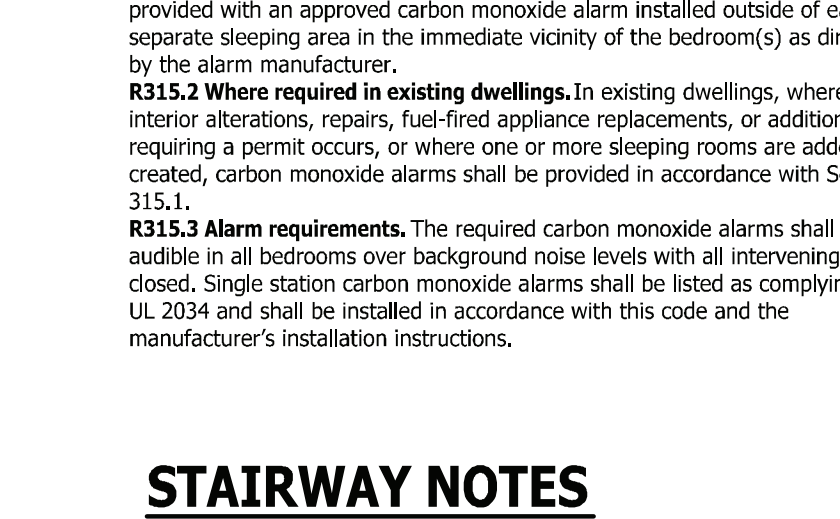 provided with an approved carbon monoxide alarm installed outside of
separate sleeping area in the immediate vicinity of the bedroom(s) as
by the alarm manufacturer.
R315.2 Where required in existing dwellings. In existing dwellings, where
interior alterations, repairs, fuel-fired appliance replacements, or
requiring a permit occurs, or where one or more sleeping rooms are
created, carbon monoxide alarms shall be provided in accordance with
315.1.
R315.3 Alarm requirements. The required carbon monoxide alarms shall
audible in all bedrooms over background noise levels with all intervening
closed. Single station carbon monoxide alarms shall be listed as
UL 2034 and shall be installed in accordance with this code and the
manufacturer's installation instructions.
STAIRWAY NOTES